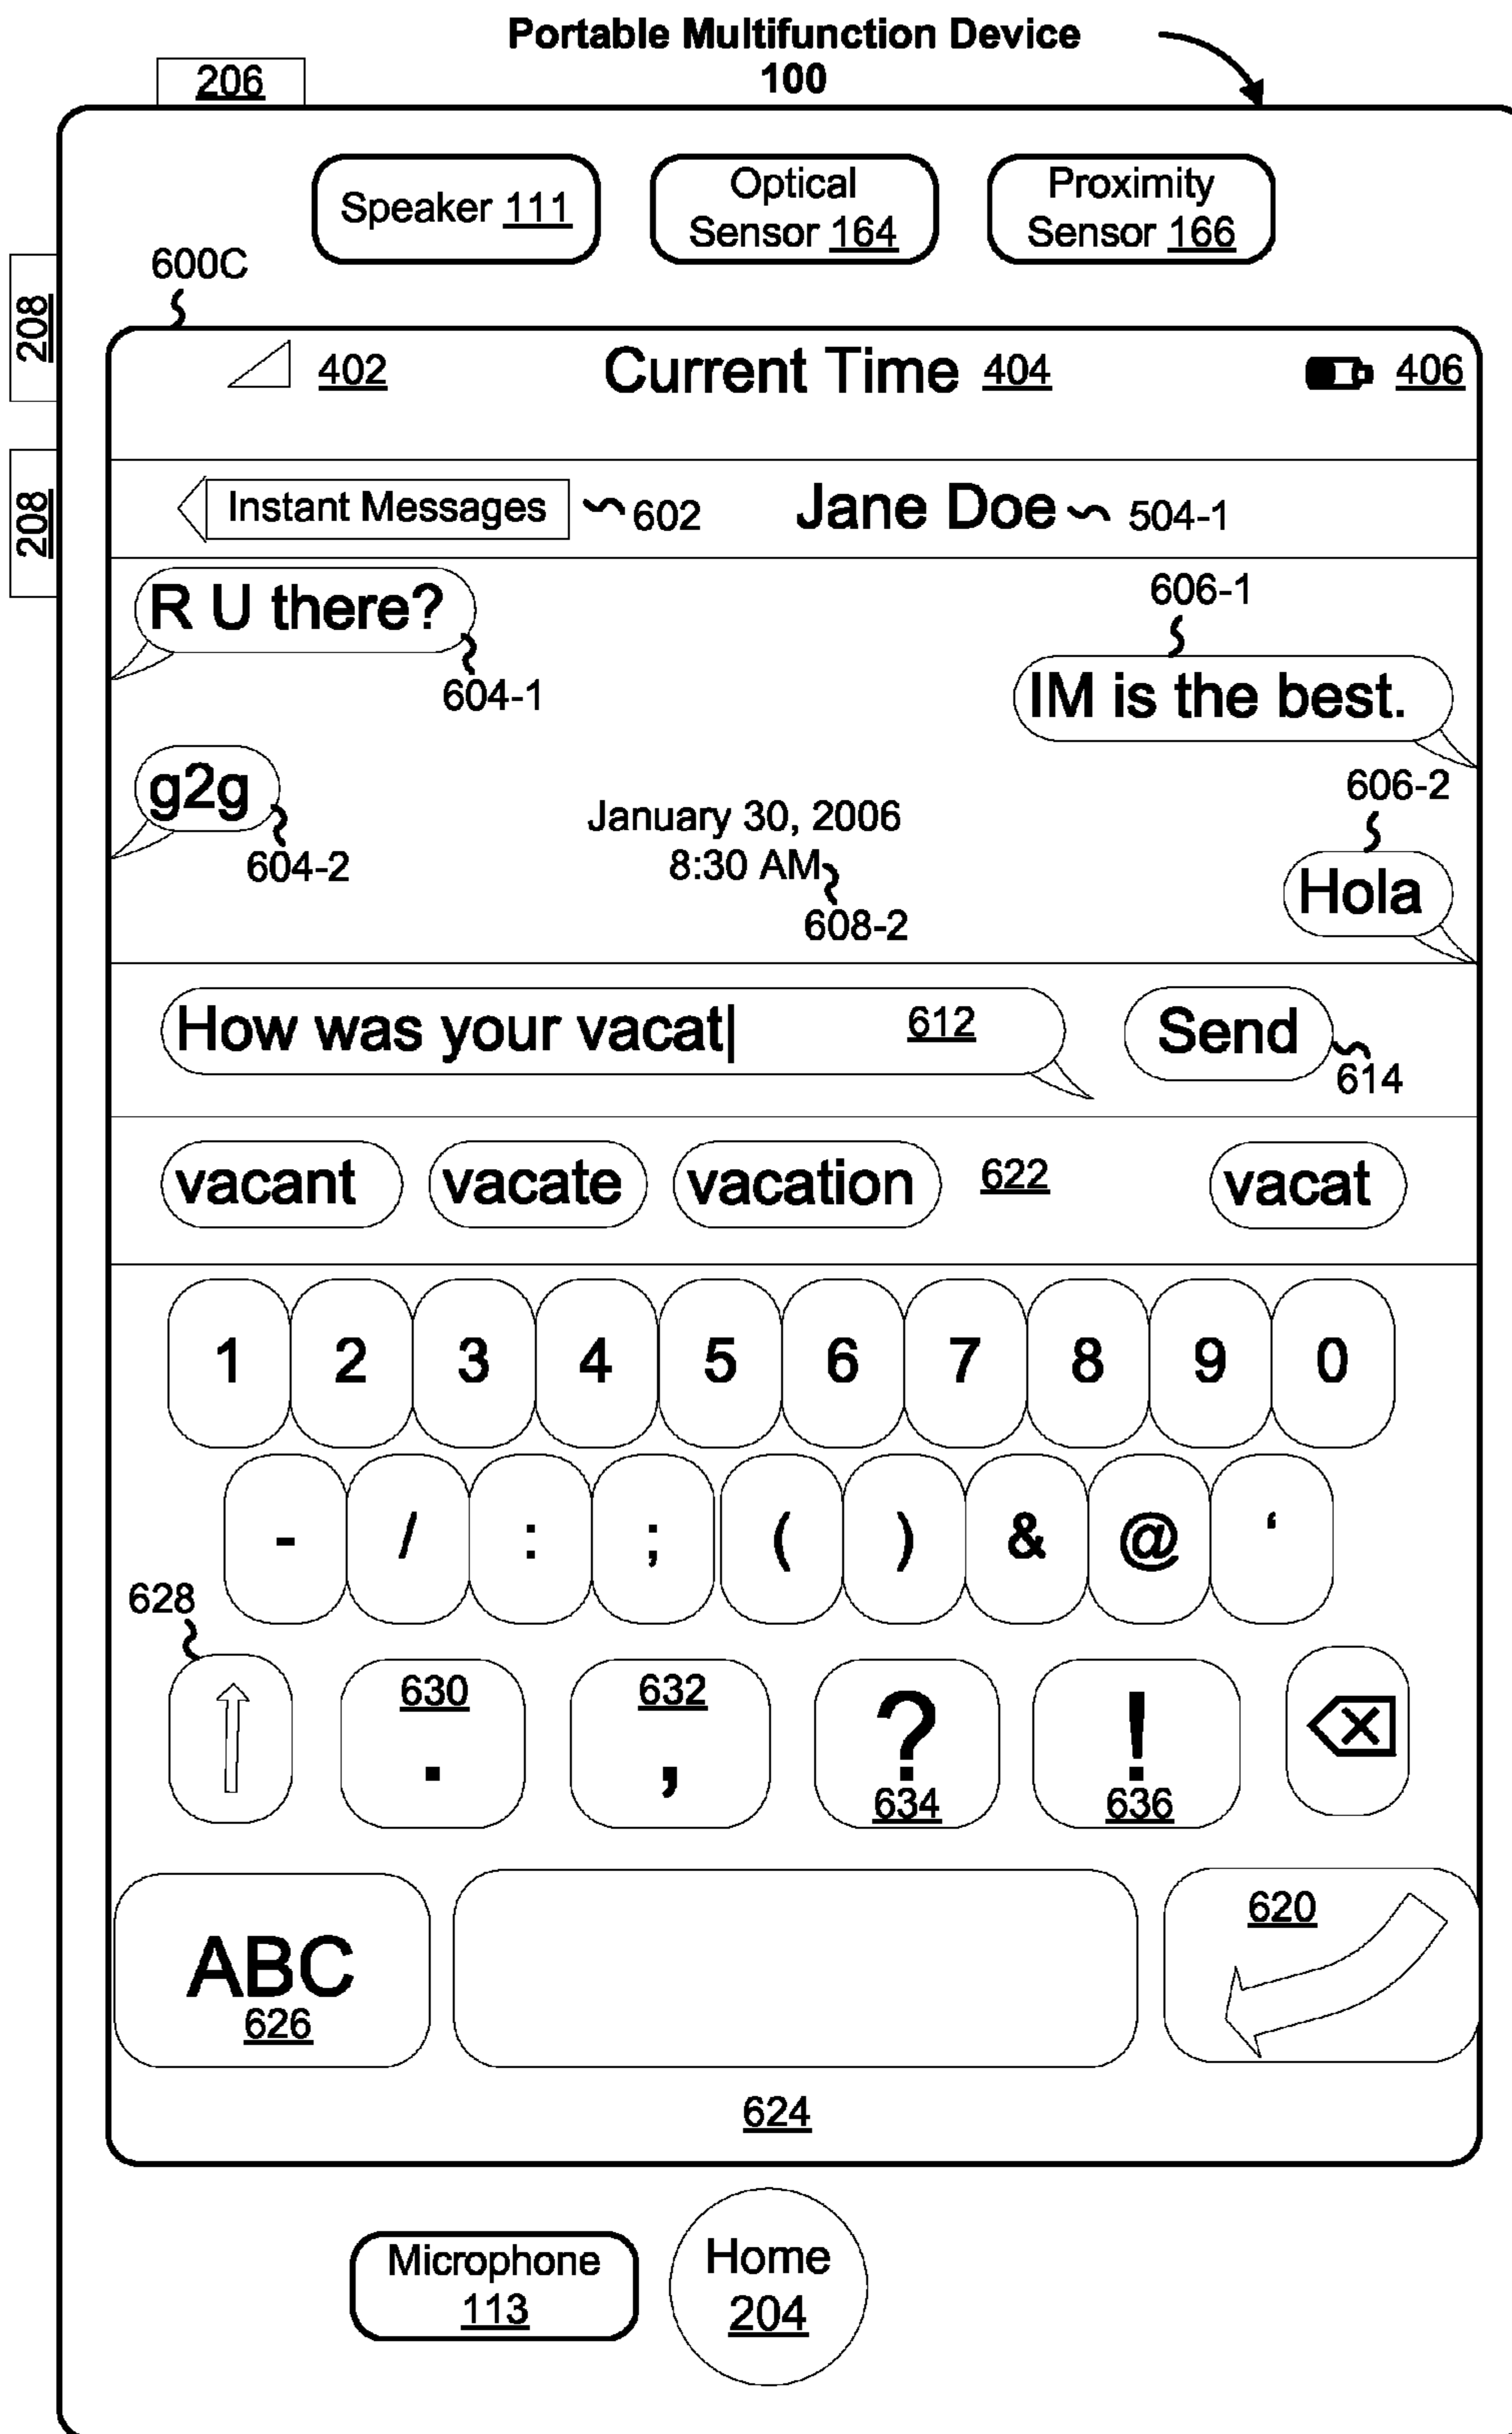 Portable Multifunction Device
100
206
Speaker 111
Optical
Sensor 164
Proximity
Sensor 166
600C
208
402
Current Time 404
406
208
Instant Messages
602
Jane Doe
504-1
R U there?
604-1
606-1
IM is the best.
g2g
604-2
January 30, 2006
8:30 AM
608-2
606-2
Hola
How was your vacat
612
Send
614
vacant
vacate
vacation
622
vacat
1 2 3 4 5 6 7 8 9 0
- / : ; ( ) & @ ‘
628
630
.
632
,
?
634
!
636
ABC
626
620
624
Microphone
113
Home
204